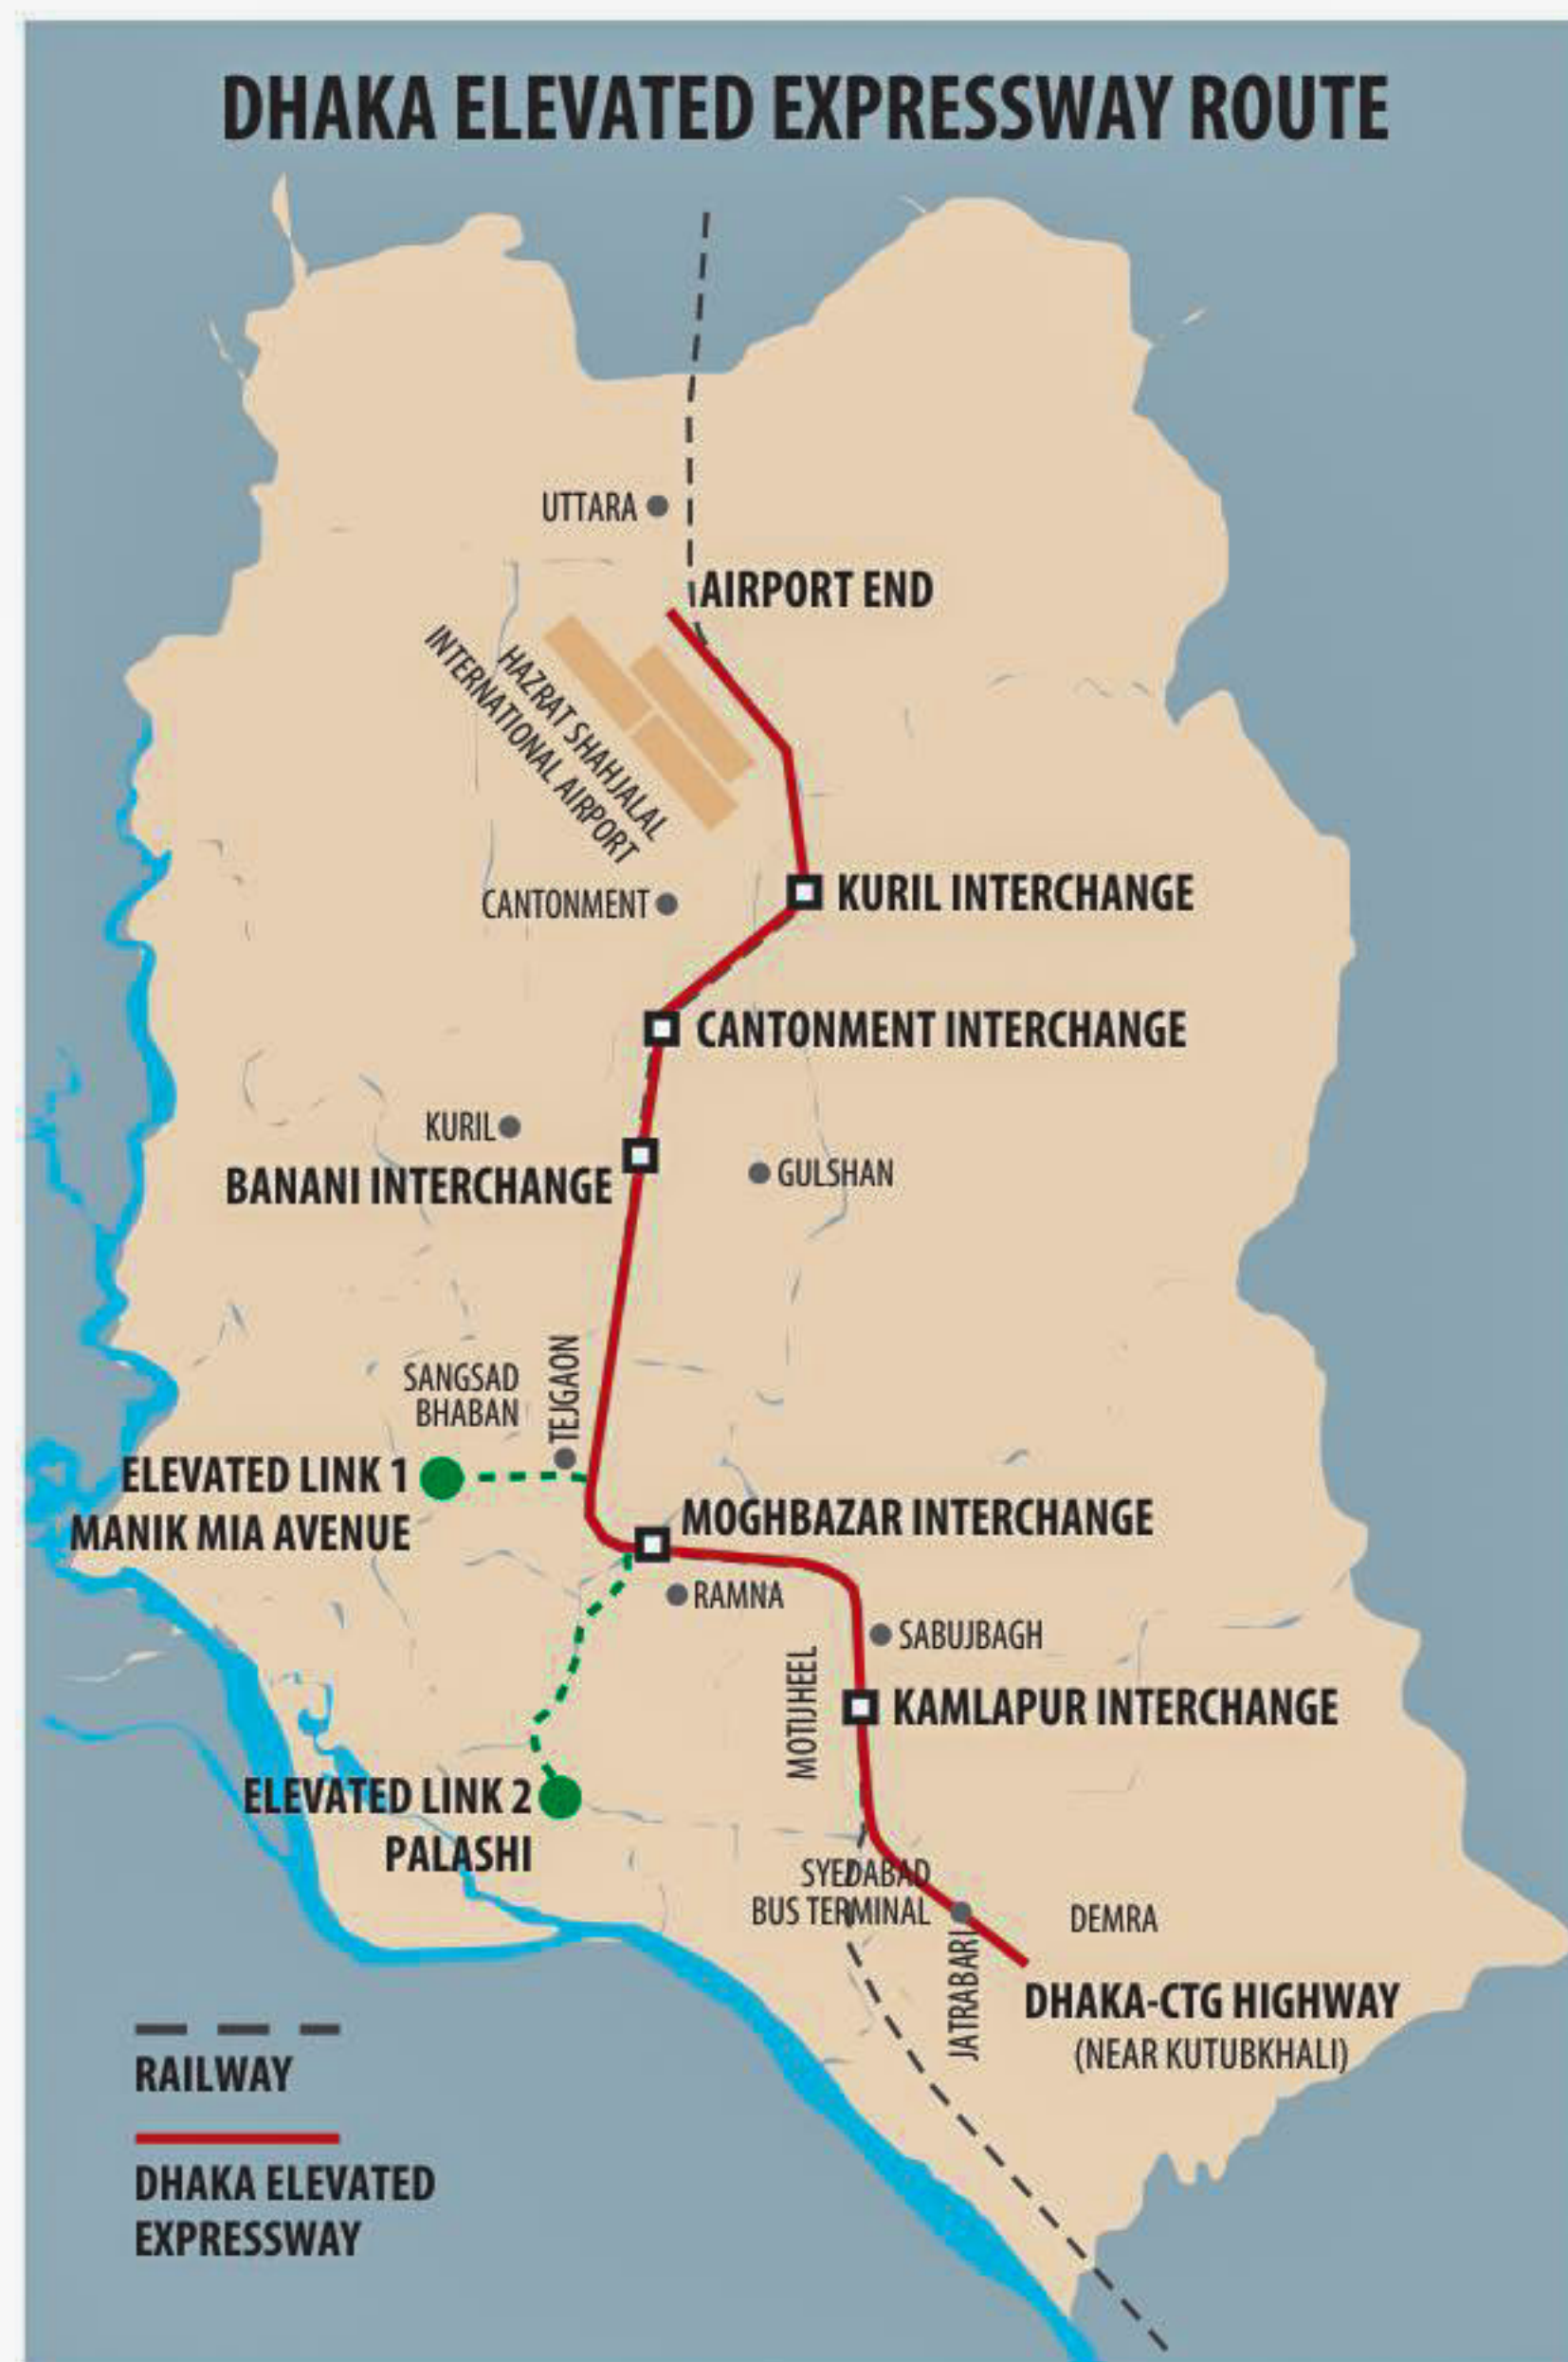 DHAKA ELEVATED EXPRESSWAY ROUTE
UTTARA
AIRPORT END
HAZRAT SHAHJALAL
INTERNATIONAL AIRPORT
KURIL INTERCHANGE
CANTONMENT
CANTONMENT INTERCHANGE
KURIL
BANANI INTERCHANGE
GULSHAN
SANGSAD
BHABAN
TEJGAON
ELEVATED LINK 1
MANIK MIA AVENUE
MOGHBAZAR INTERCHANGE
RAMNA
SABUJBAGH
MOTIJHEEL
KAMLAPUR INTERCHANGE
ELEVATED LINK 2
PALASHI
SYEDABAD
BUS TERMINAL
JATRABARI
DEMRA
DHAKA-CTG HIGHWAY
(NEAR KUTUBKHALI)
RAILWAY
DHAKA ELEVATED
EXPRESSWAY